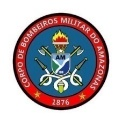 CORPO DE BOMBEIROS MILITAR DO AMAZONAS
AM
1876